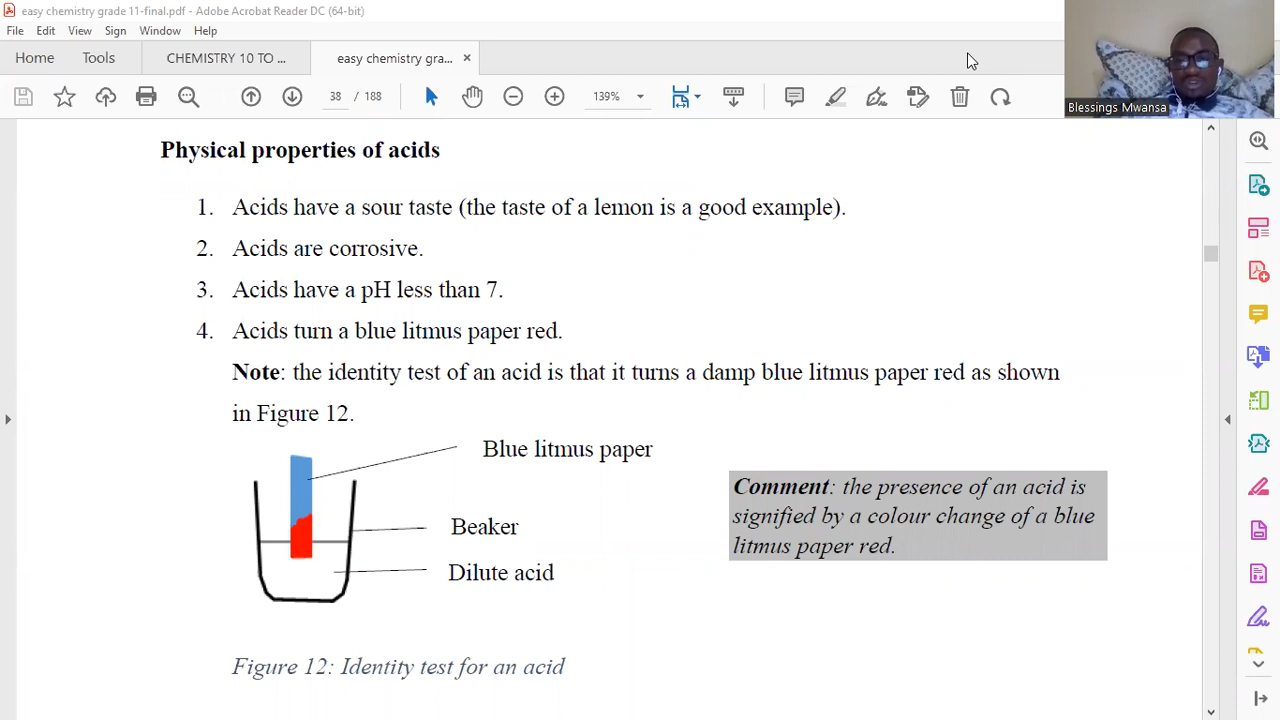 easy chemistry grade 11-final.pdf - Adobe Acrobat Reader DC (64-bit)
File Edit View Sign Window Help
Home Tools CHEMISTRY 10 TO ... easy chemistry gra... ×
38 / 188 139%
Blessings Mwansa
Physical properties of acids
1. Acids have a sour taste (the taste of a lemon is a good example).
2. Acids are corrosive.
3. Acids have a pH less than 7.
4. Acids turn a blue litmus paper red.
Note: the identity test of an acid is that it turns a damp blue litmus paper red as shown
in Figure 12.
Blue litmus paper
Beaker
Dilute acid
Comment: the presence of an acid is
signified by a colour change of a blue
litmus paper red.
Figure 12: Identity test for an acid